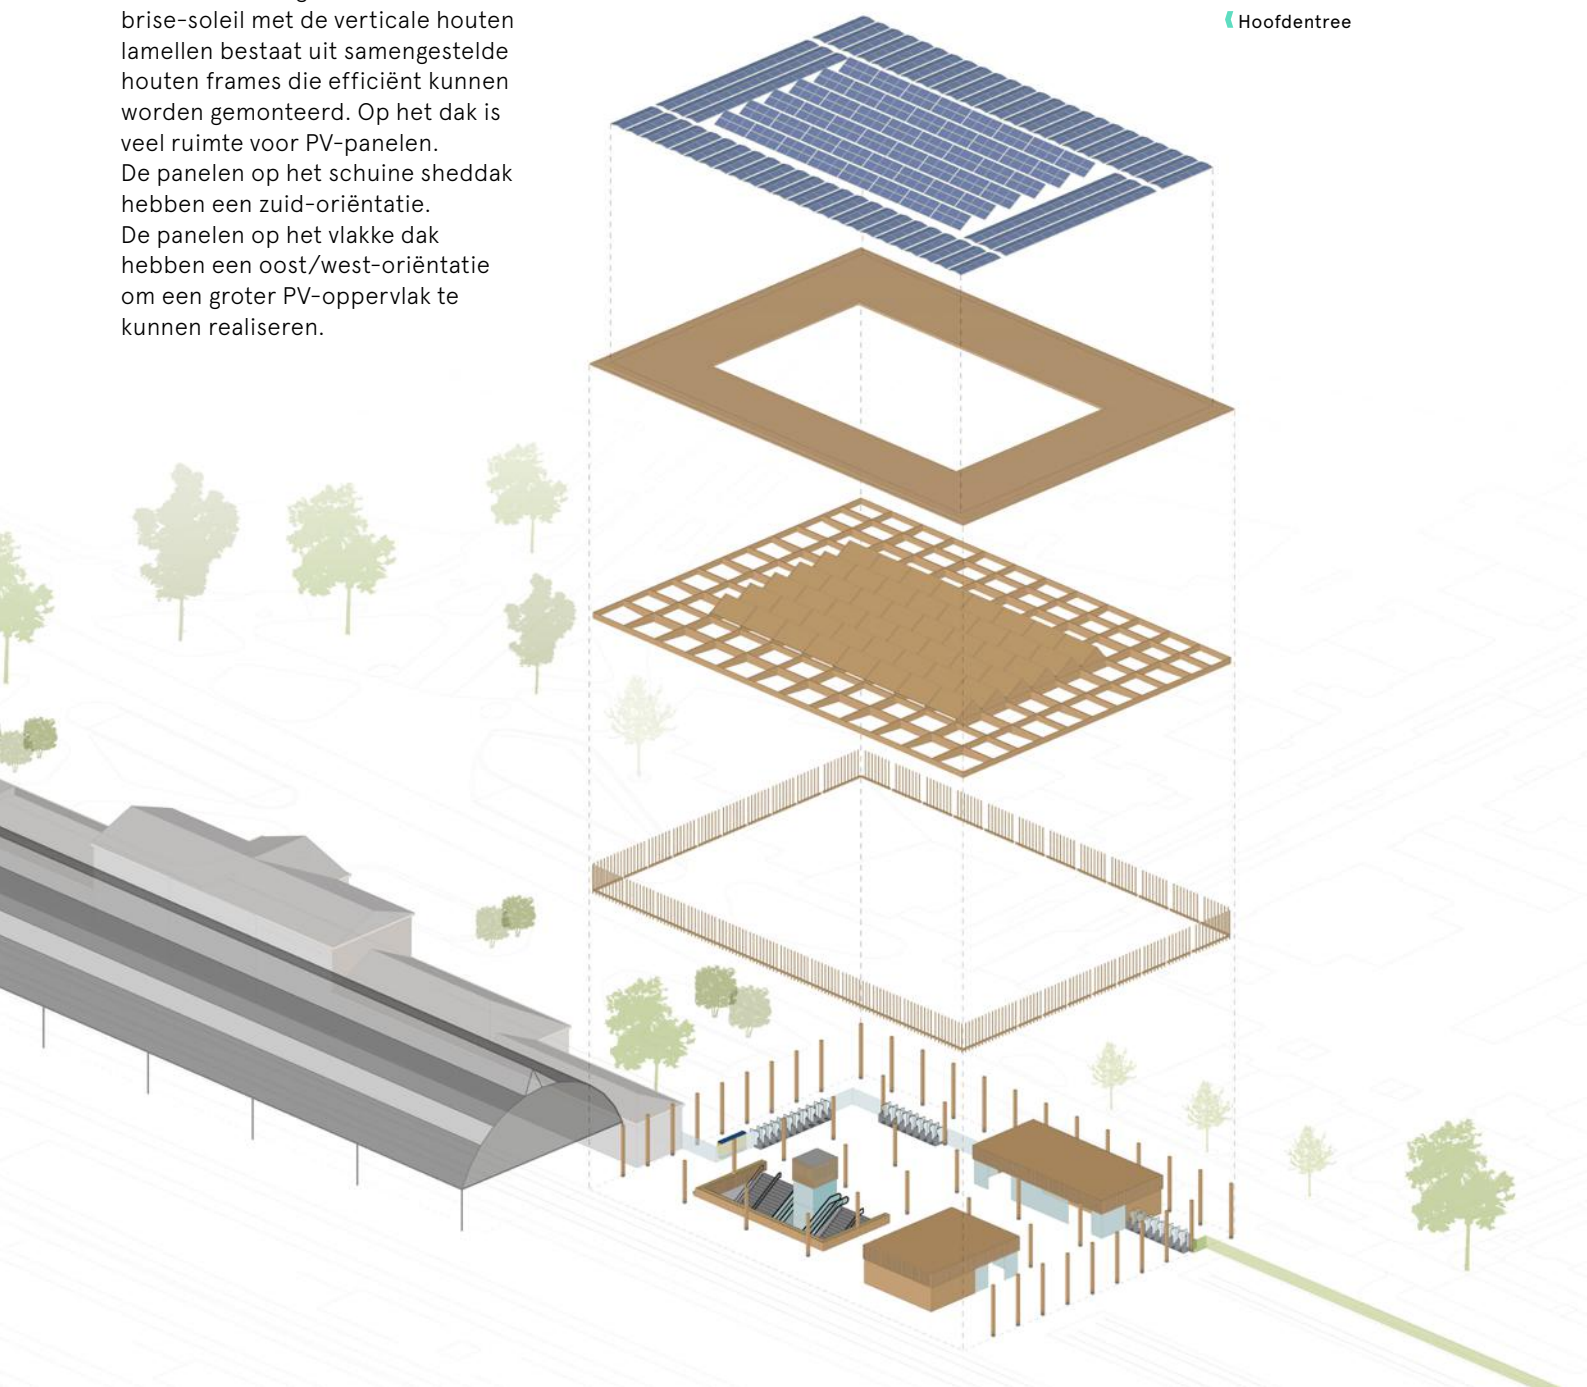 brise-soleil met de verticale houten
lamellen bestaat uit samengestelde
houten frames die efficiënt kunnen
worden gemonteerd. Op het dak is
veel ruimte voor PV-panelen.
De panelen op het schuine sheddak
hebben een zuid-oriëntatie.
De panelen op het vlakke dak
hebben een oost/west-oriëntatie
om een groter PV-oppervlak te
kunnen realiseren.
Hoofdentree